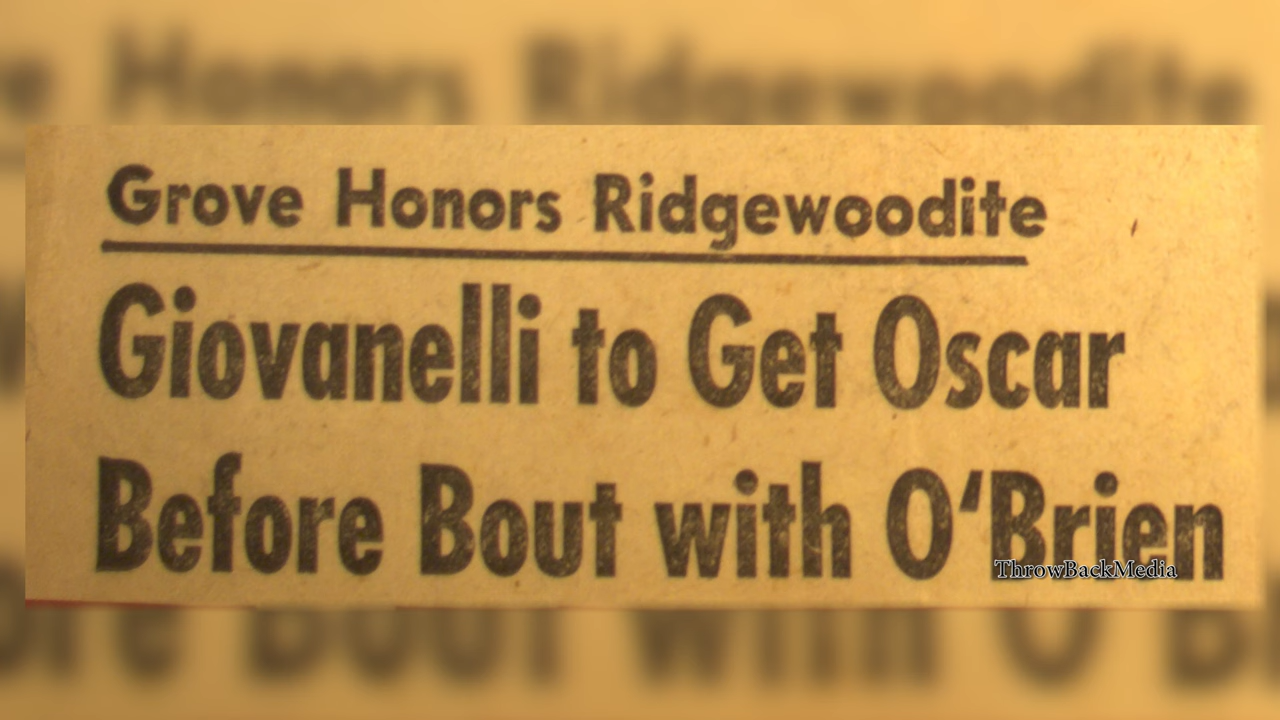 Grove Honors Ridgewoodite
Giovanelli to Get Oscar
Before Bout with O‘Brien
ThrowBackMedia